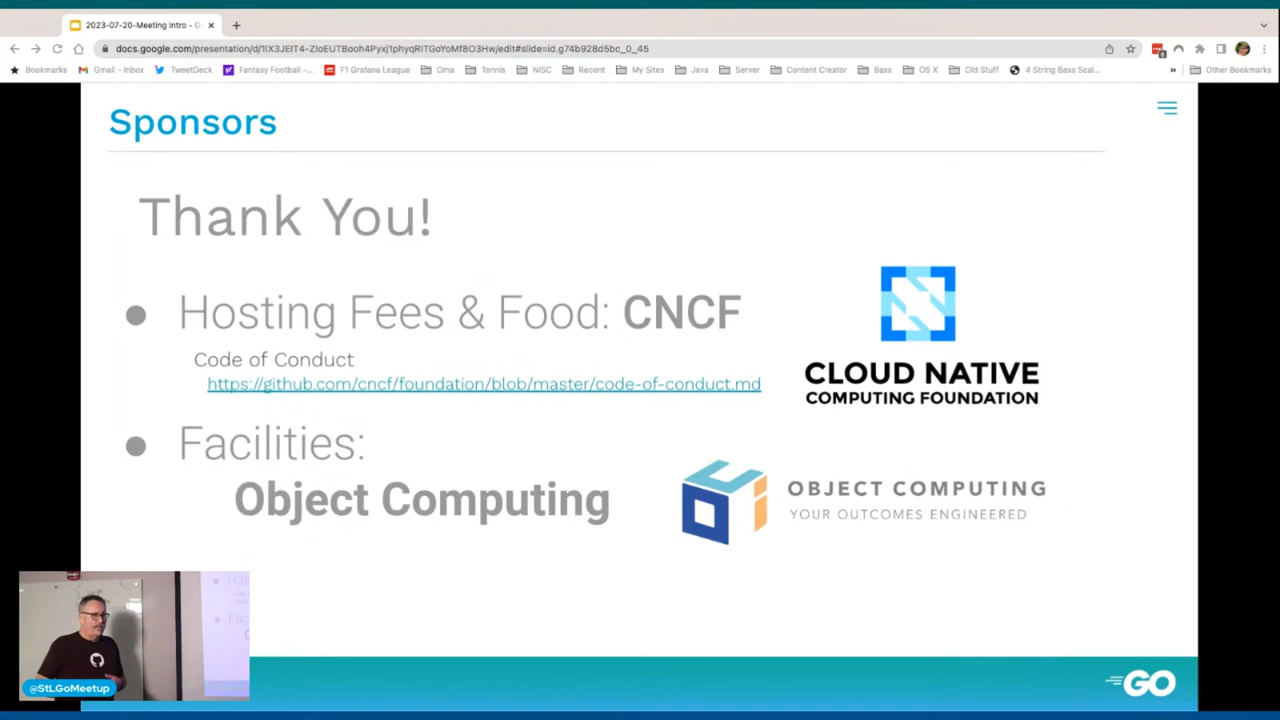 2023-07-20-Meeting Intro - G
docs.google.com/presentation/d/1lX3JEIT4-ZIoEUTBooh4Pyxj1phyqRITGoYoMf8O3Hw/edit#slide=id.g74b928d5bc_0_45
Bookmarks Gmail - Inbox TweetDeck Fantasy Football -... F1 Grafana League Oma Tennis NISC Recent My Sites Java Server Content Creator Bass OS X Old Stuff 4 String Bass Scal... » Other Bookmarks
Sponsors
Thank You!
● Hosting Fees & Food: CNCF
Code of Conduct
https://github.com/cncf/foundation/blob/master/code-of-conduct.md
CLOUD NATIVE
COMPUTING FOUNDATION
● Facilities:
Object Computing
OBJECT COMPUTING
YOUR OUTCOMES ENGINEERED
@StLGoMeetup
GO